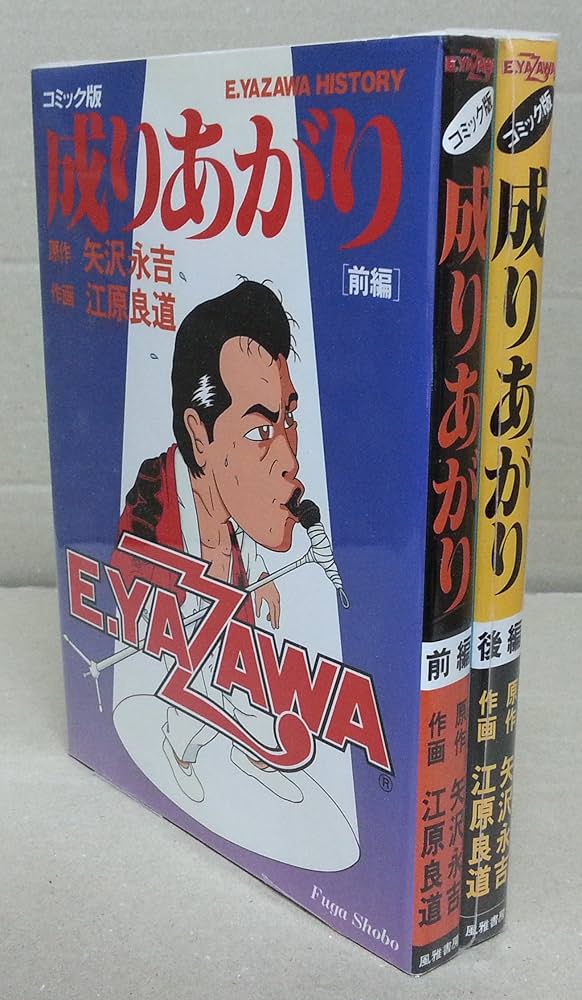 E.YAZAWA HISTORY
コミック版
成りあがり
原作 矢沢永吉
作画 江原良道
[前編]
E.YAZAWA
®
Fuga Shobo
E.YAZAWA
コミック版
成りあがり
前編
原作 矢沢永吉
作画 江原良道
風雅書房
E.YAZAWA
コミック版
成りあがり
後編
原作 矢沢永吉
作画 江原良道
風雅書房